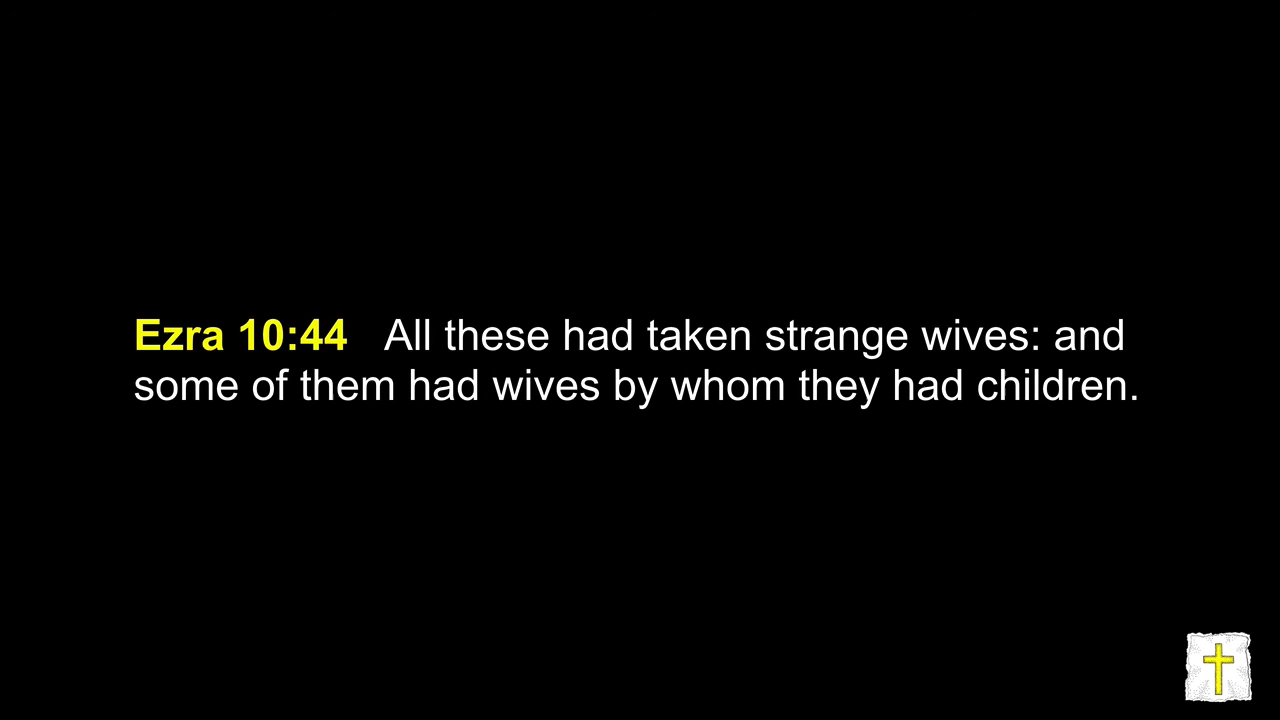 Ezra 10:44 All these had taken strange wives: and
some of them had wives by whom they had children.